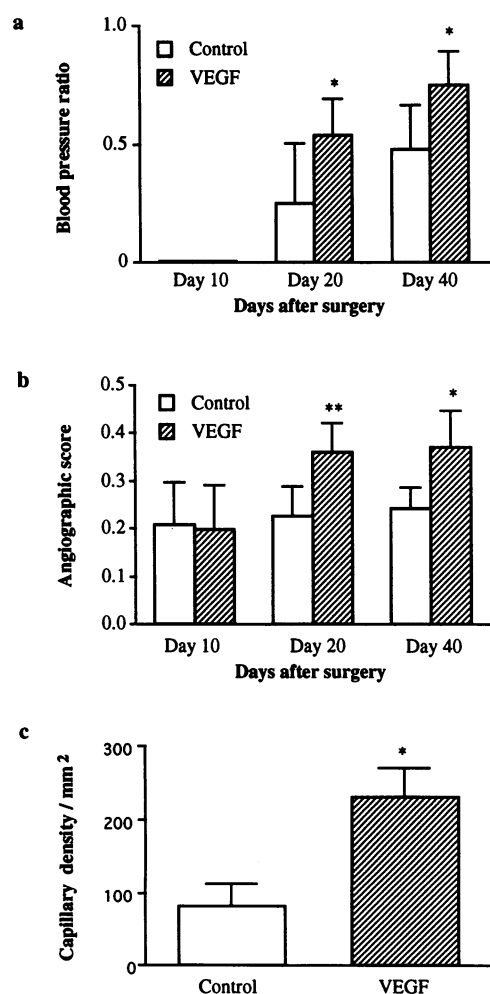 a
1.0
Control
VEGF
*
*
Blood pressure ratio
0.5
0
Day 10 Day 20 Day 40
Days after surgery
b
0.5
Control
VEGF
**
*
0.4
Angiographic score
0.3
0.2
0.1
0.0
Day 10 Day 20 Day 40
Days after surgery
c
300
*
Capillary density / mm 2
200
100
0
Control VEGF